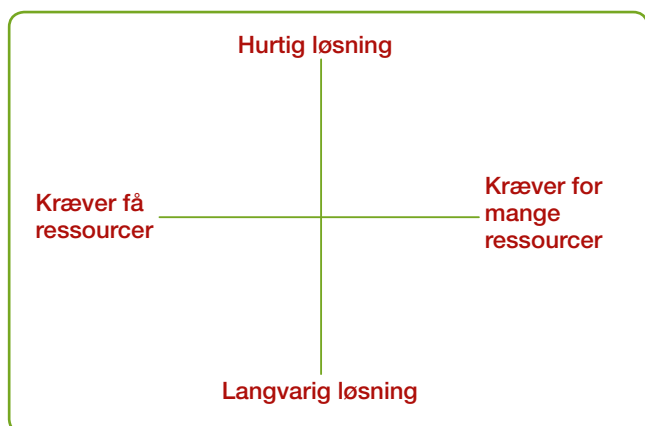 Hurtig løsning
Kræver få
ressourcer
Kræver for
mange
ressourcer
Langvarig løsning